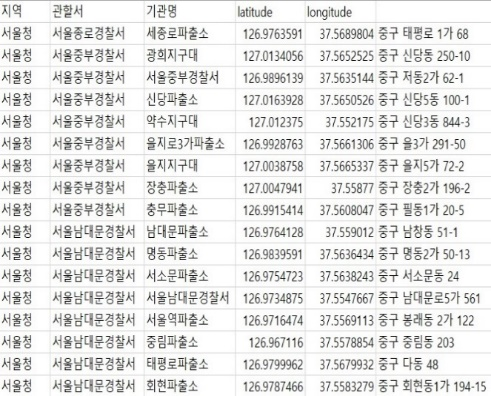 지역 관할서 기관명 latitude longitude
서울청 서울종로경찰서 세종로파출소 126.9763591 37.5689804 중구 태평로 1가 68
서울청 서울중부경찰서 광희지구대 127.0134056 37.5652525 중구 신당동 250-10
서울청 서울중부경찰서 서울중부경찰서 126.9896139 37.5635144 중구 저동2가 62-1
서울청 서울중부경찰서 신당파출소 127.0163928 37.5650526 중구 신당5동 100-1
서울청 서울중부경찰서 약수지구대 127.012375 37.552175 중구 신당3동 844-3
서울청 서울중부경찰서 을지로3가파출소 126.9928763 37.5661306 중구 을3가 291-50
서울청 서울중부경찰서 을지지구대 127.0038758 37.5665337 중구 을지5가 72-2
서울청 서울중부경찰서 장충파출소 127.0047941 37.55877 중구 장충2가 196-2
서울청 서울중부경찰서 충무파출소 126.9915414 37.5608047 중구 필동1가 20-5
서울청 서울남대문경찰서 남대문파출소 126.9764128 37.559012 중구 남창동 51-1
서울청 서울남대문경찰서 명동파출소 126.9839591 37.5636434 중구 명동2가 50-13
서울청 서울남대문경찰서 서소문파출소 126.9754723 37.5638243 중구 서소문동 24
서울청 서울남대문경찰서 서울남대문경찰서 126.9734875 37.5547667 중구 남대문로5가 561
서울청 서울남대문경찰서 서울역파출소 126.9716474 37.5569113 중구 봉래동 2가 122
서울청 서울남대문경찰서 중림파출소 126.967116 37.5578854 중구 중림동 203
서울청 서울남대문경찰서 태평로파출소 126.9799962 37.5679932 중구 다동 48
서울청 서울남대문경찰서 회현파출소 126.9787466 37.5583279 중구 회현동1가 194-15